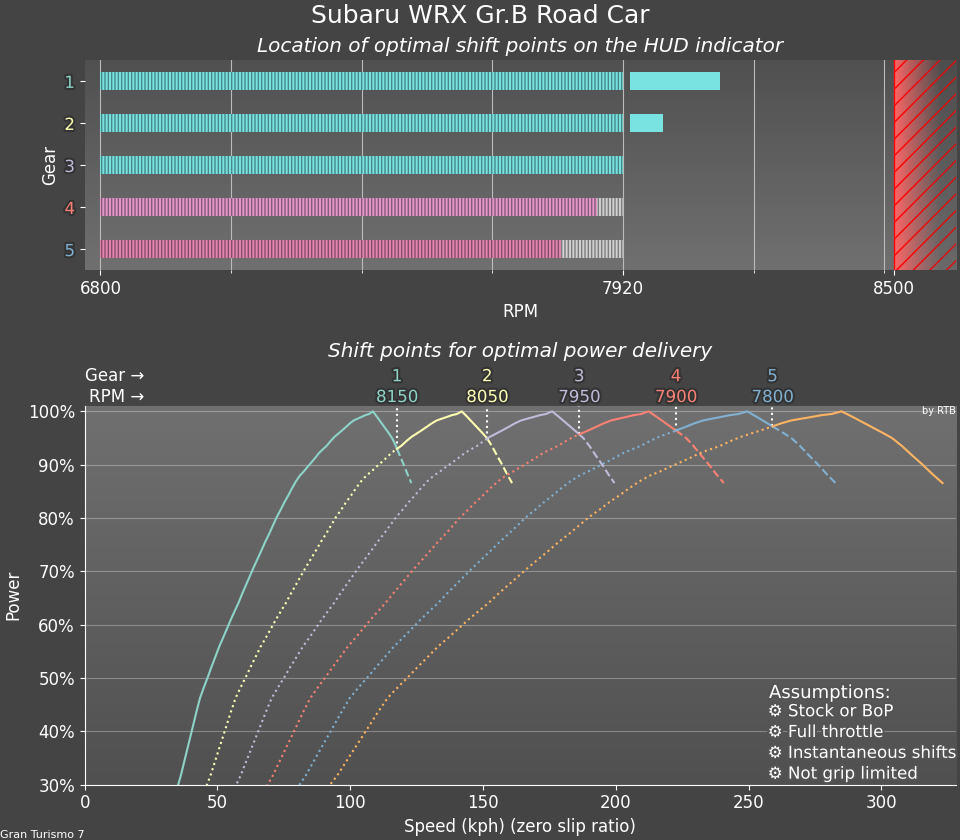 Subaru WRX Gr.B Road Car
Location of optimal shift points on the HUD indicator
Gear
1
2
3
4
5
6800 7920 8500
RPM
Shift points for optimal power delivery
Gear → 1 2 3 4 5
RPM → 8150 8050 7950 7900 7800
by RTB
Power
100%
90%
80%
70%
60%
50%
40%
30%
Assumptions:
⚙ Stock or BoP
⚙ Full throttle
⚙ Instantaneous shifts
⚙ Not grip limited
0 50 100 150 200 250 300
Speed (kph) (zero slip ratio)
Gran Turismo 7